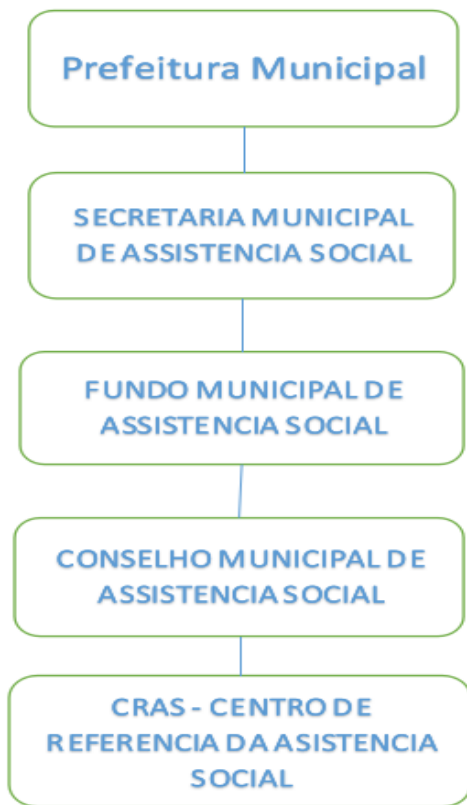 Prefeitura Municipal
SECRETARIA MUNICIPAL
DE ASSISTENCIA SOCIAL
FUNDO MUNICIPAL DE
ASSISTENCIA SOCIAL
CONSELHO MUNICIPAL DE
ASSISTENCIA SOCIAL
CRAS - CENTRO DE
REFERENCIA DA ASISTENCIA
SOCIAL